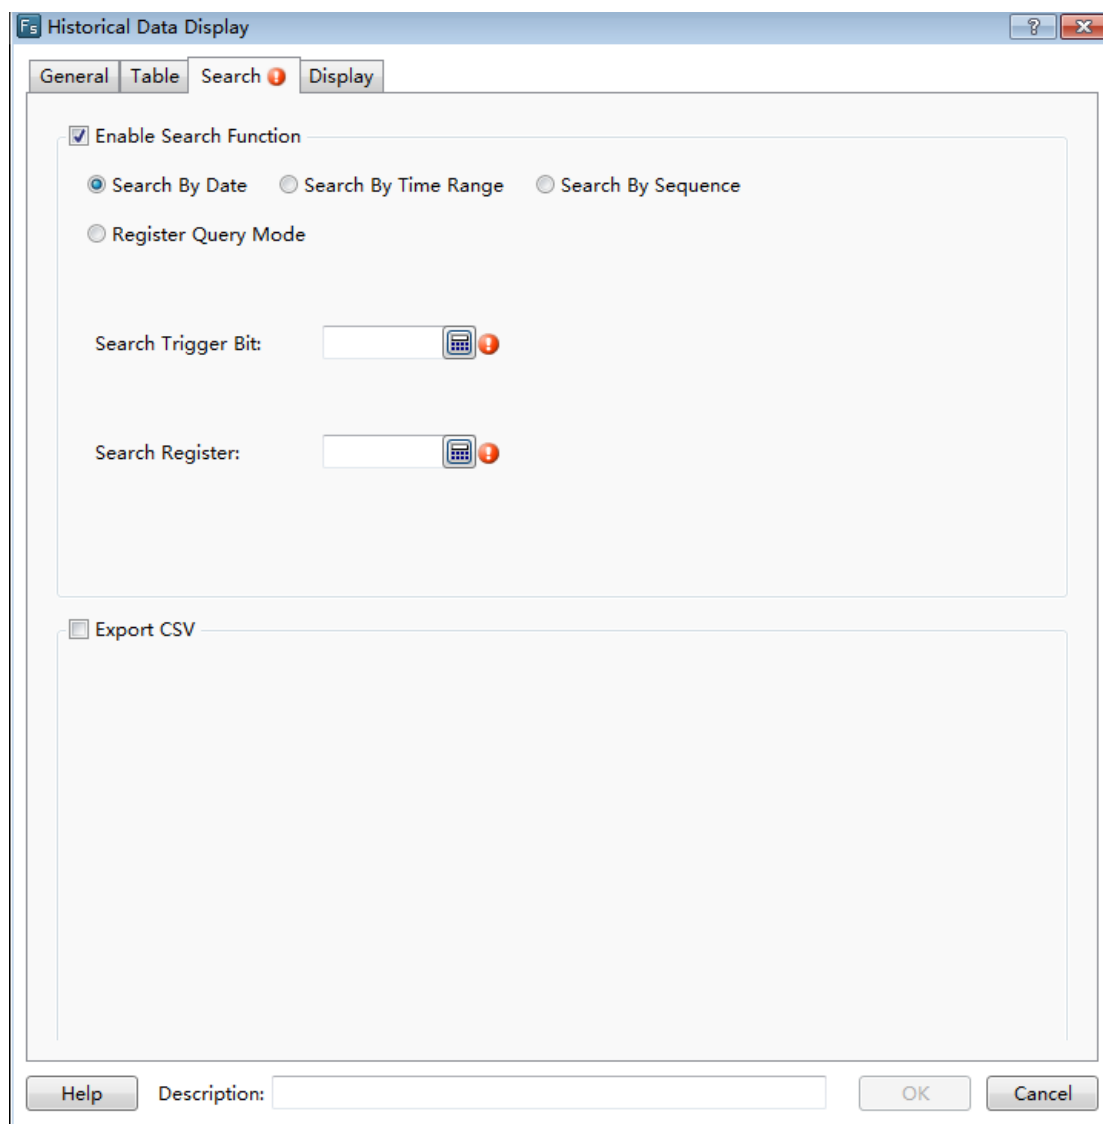 Fs Historical Data Display
General Table Search Display
Enable Search Function
Search By Date Search By Time Range Search By Sequence
Register Query Mode
Search Trigger Bit:
Search Register:
Export CSV
Help Description: OK Cancel